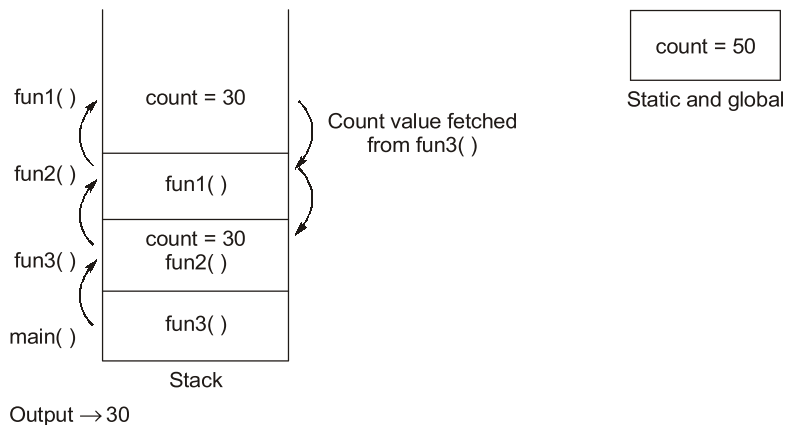 count = 50
Static and global
fun1( )
count = 30
Count value fetched
from fun3( )
fun2( )
fun1( )
count = 30
fun2( )
fun3( )
fun3( )
main( )
Stack
Output → 30